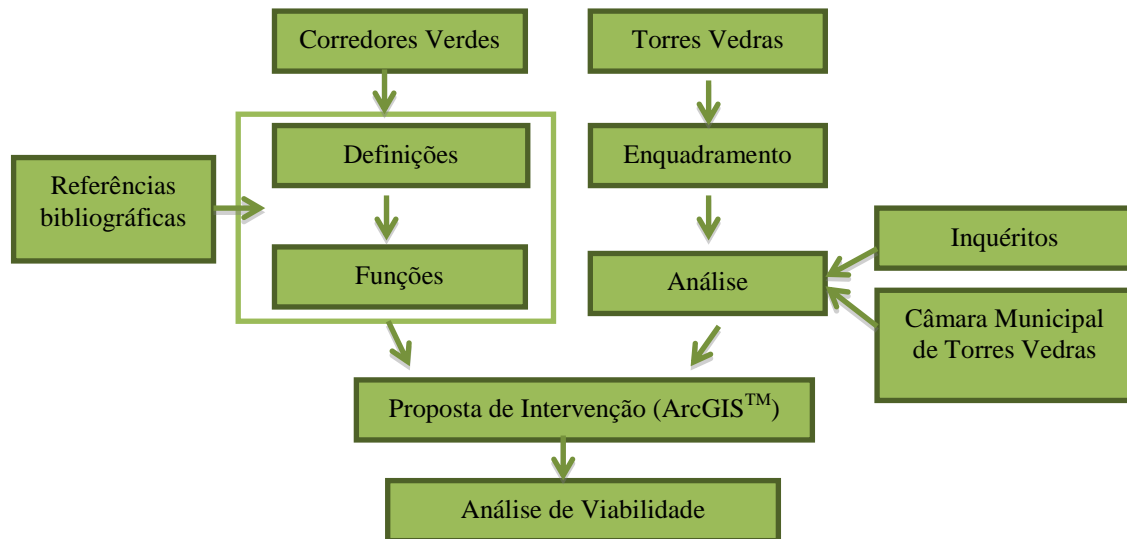 Corredores Verdes
Torres Vedras
Definições
Enquadramento
Referências
bibliográficas
Inquéritos
Funções
Análise
Câmara Municipal
de Torres Vedras
Proposta de Intervenção (ArcGIS™)
Análise de Viabilidade